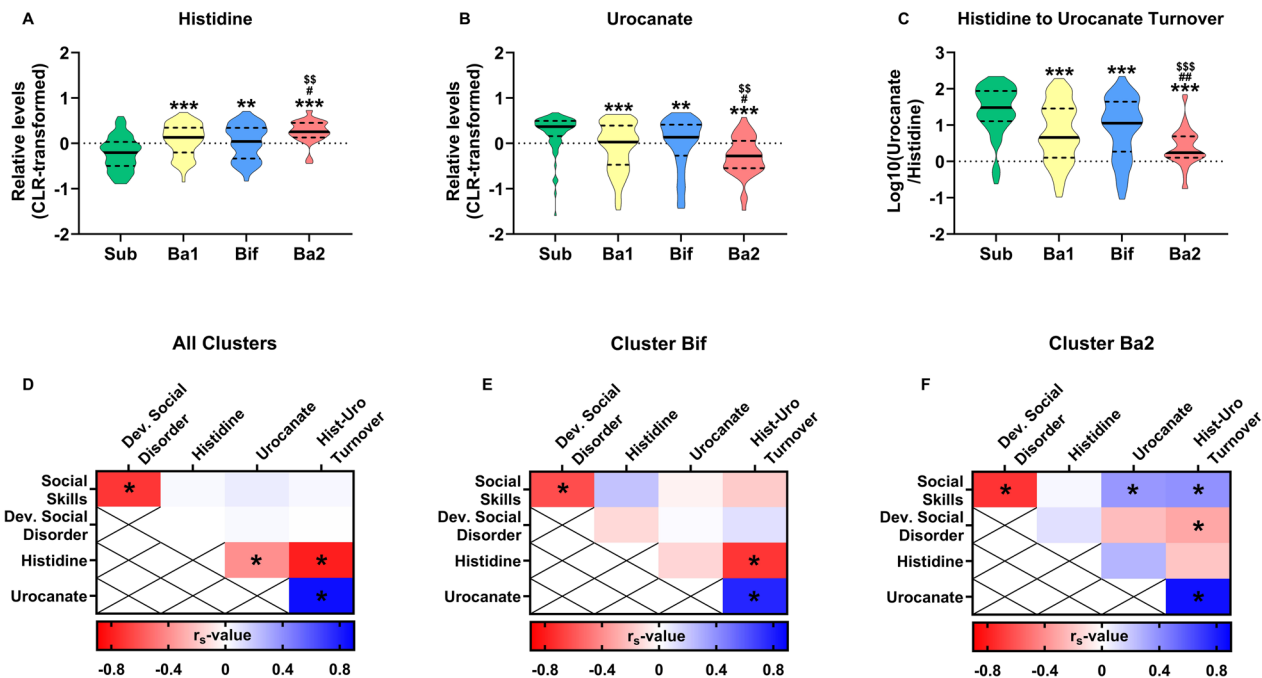 A
Histidine
Relative levels
(CLR-transformed)
2
1
0
-1
-2
***
**
$$
#
***
Sub
Ba1
Bif
Ba2
B
Urocanate
Relative levels
(CLR-transformed)
2
1
0
-1
-2
***
**
$$
#
***
Sub
Ba1
Bif
Ba2
C
Histidine to Urocanate Turnover
Log10(Urocanate
/Histidine)
3
2
1
0
-1
2
***
***
$$$
##
***
Sub
Ba1
Bif
Ba2
All Clusters
D
Dev. Social
Disorder
Histidine
Urocanate
Hist-Uro
Turnover
Social
Skills
*
Dev. Social
Disorder
Histidine
*
*
Urocanate
*
rs-value
-0.8
-0.4
0
0.4
0.8
Cluster Bif
E
Dev. Social
Disorder
Histidine
Urocanate
Hist-Uro
Turnover
Social
Skills
*
Dev. Social
Disorder
Histidine
*
Urocanate
*
rs-value
-0.8
-0.4
0
0.4
0.8
Cluster Ba2
F
Dev. Social
Disorder
Histidine
Urocanate
Hist-Uro
Turnover
Social
Skills
*
*
*
Dev. Social
Disorder
*
Histidine
Urocanate
*
rs-value
-0.8
-0.4
0
0.4
0.8